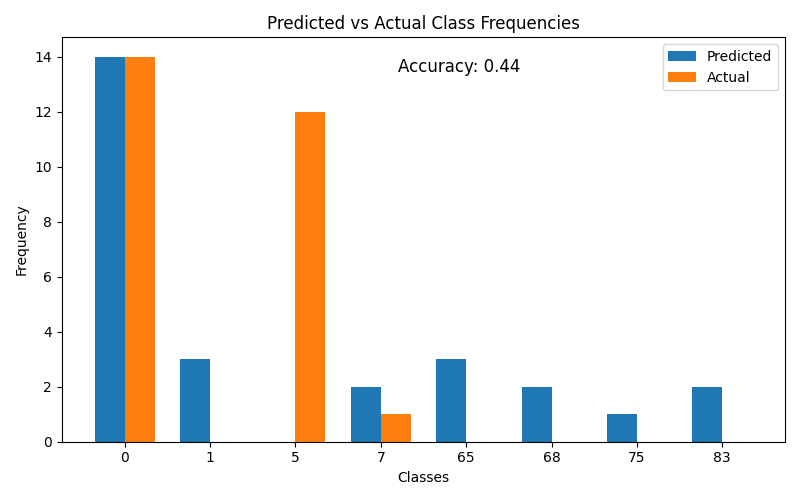 Predicted vs Actual Class Frequencies
Accuracy: 0.44
Predicted
Actual
Frequency
14
12
10
8
6
4
2
0
0 1 5 7 65 68 75 83
Classes